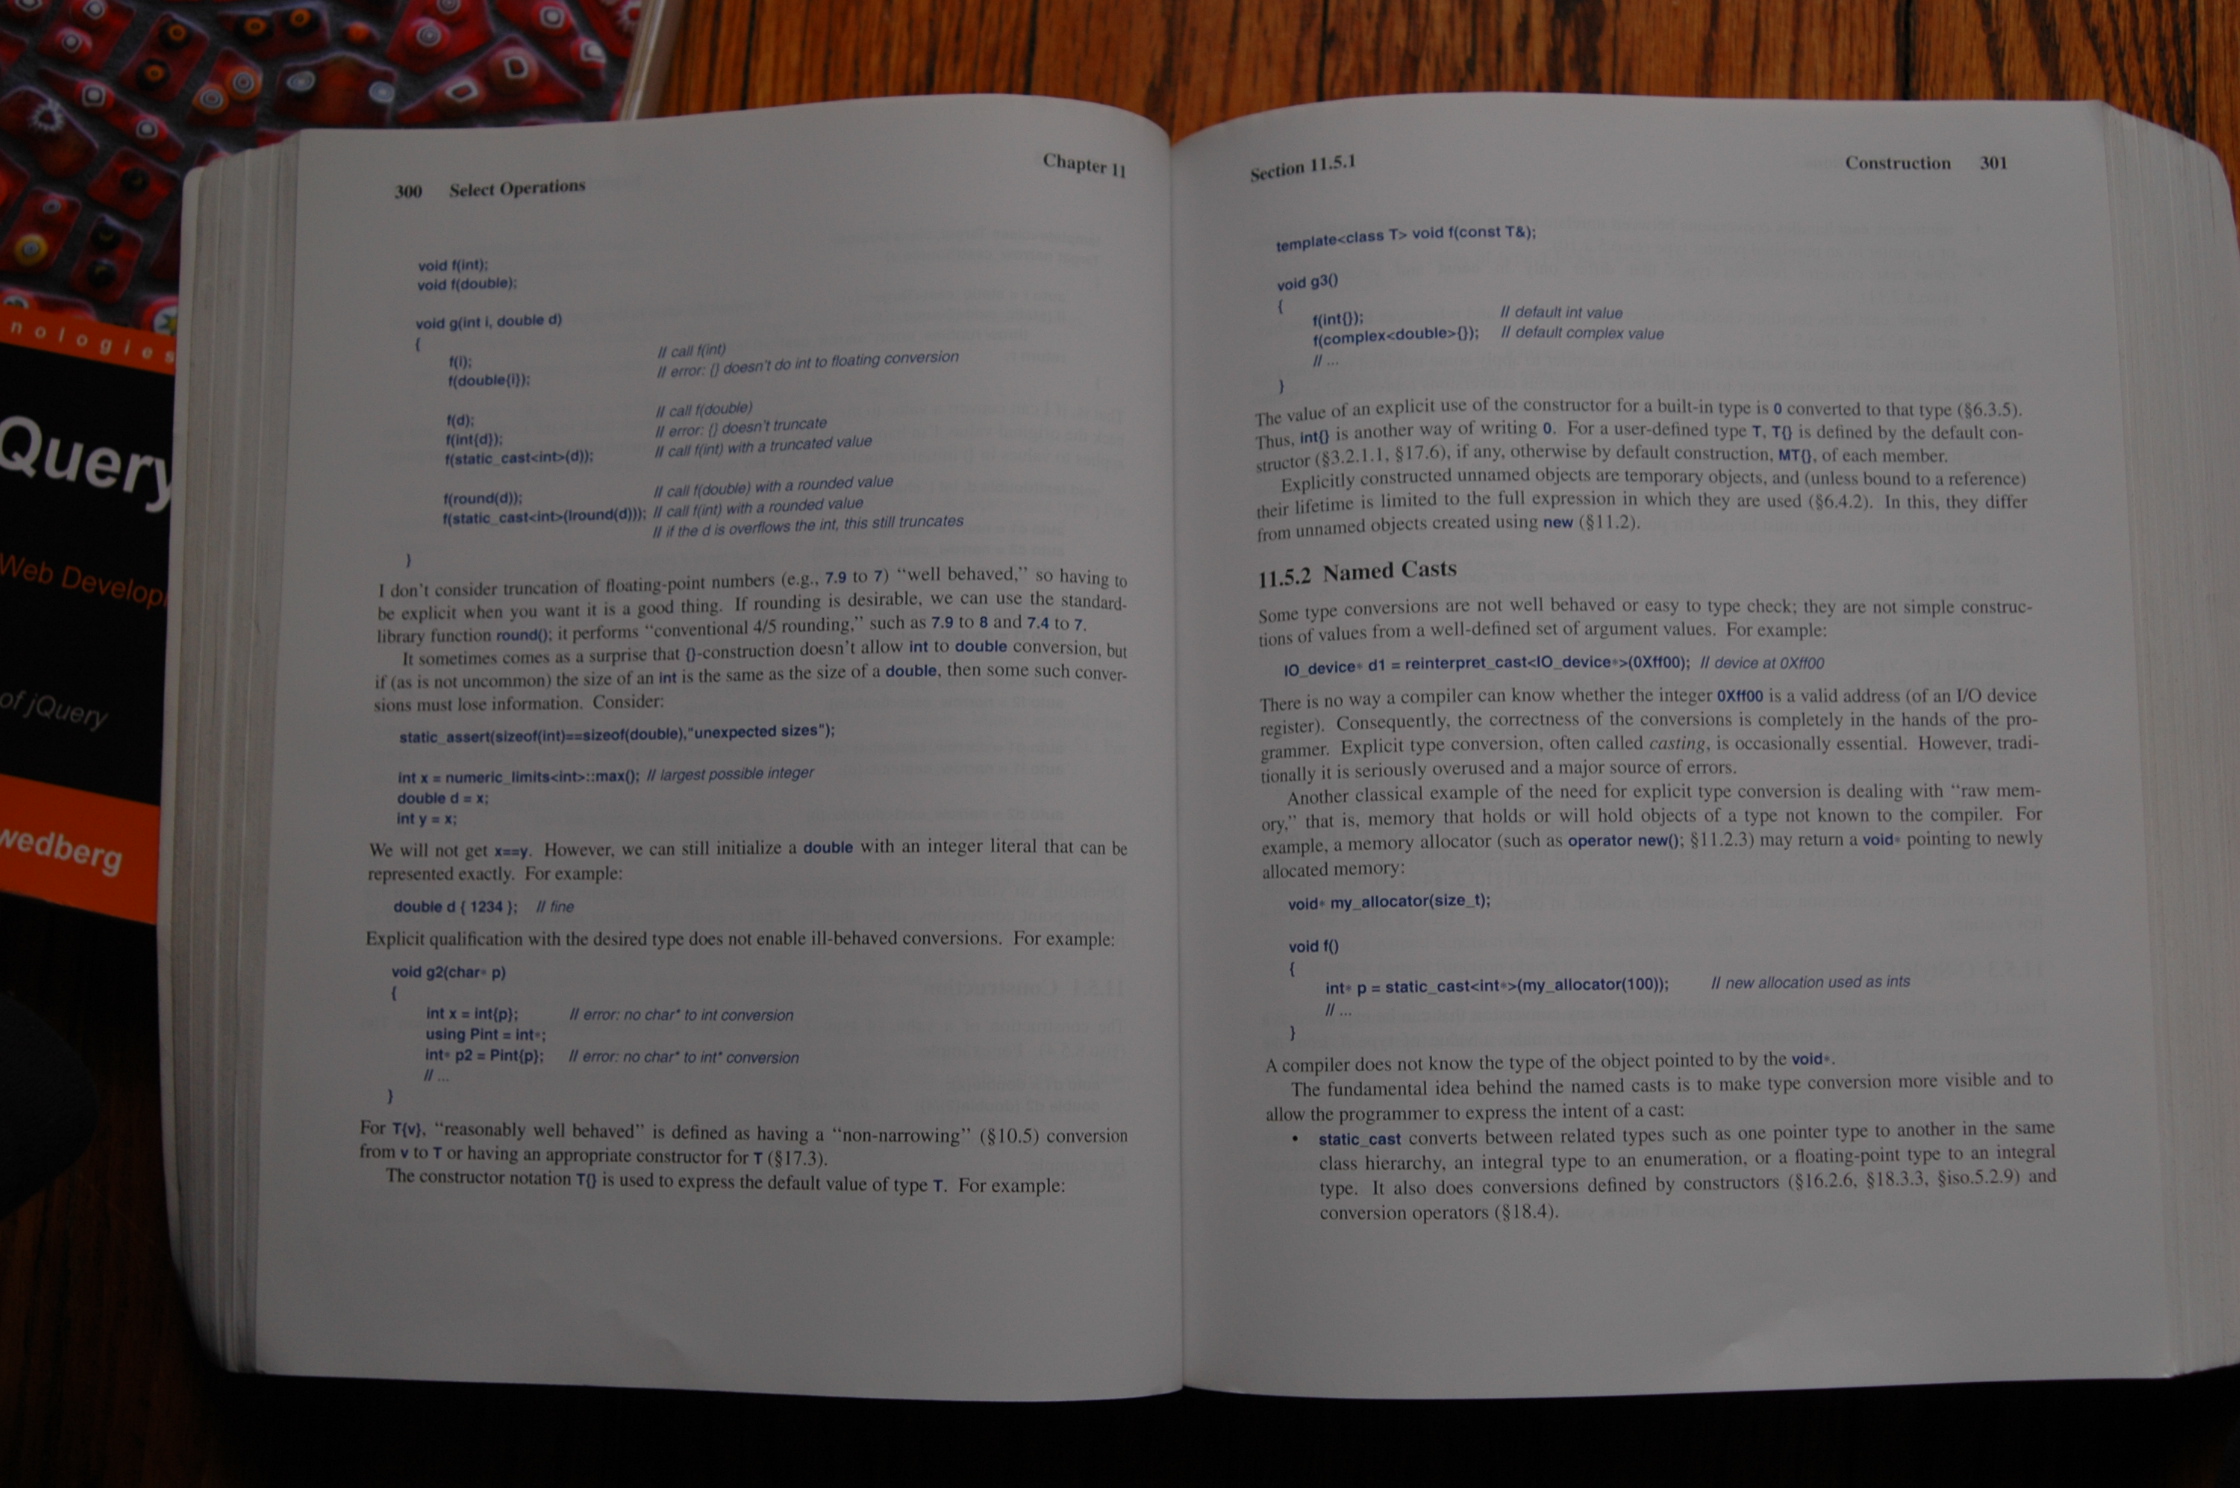 300 Select Operations Chapter 11
void f(int);
void f(double);
void g(int i, double d)
{
f(i); // call f(int)
f(double{i}); // error: {} doesn't do int to floating conversion
f(d); // call f(double)
f(int{d}); // error: {} doesn't truncate
f(static_cast<int>(d)); // call f(int) with a truncated value
f(round(d)); // call f(double) with a rounded value
f(static_cast<int>(lround(d))); // call f(int) with a rounded value
// if the d is overflows the int, this still truncates
}
I don't consider truncation of floating-point numbers (e.g., 7.9 to 7) “well behaved,” so having to
be explicit when you want it is a good thing. If rounding is desirable, we can use the standard-
library function round(); it performs “conventional 4/5 rounding,” such as 7.9 to 8 and 7.4 to 7.
It sometimes comes as a surprise that {}-construction doesn't allow int to double conversion, but
if (as is not uncommon) the size of an int is the same as the size of a double, then some such conver-
sions must lose information. Consider:
static_assert(sizeof(int)==sizeof(double),"unexpected sizes");
int x = numeric_limits<int>::max(); // largest possible integer
double d = x;
int y = x;
We will not get x==y. However, we can still initialize a double with an integer literal that can be
represented exactly. For example:
double d { 1234 }; // fine
Explicit qualification with the desired type does not enable ill-behaved conversions. For example:
void g2(char* p)
{
int x = int{p}; // error: no char* to int conversion
using Pint = int*;
int* p2 = Pint{p}; // error: no char* to int* conversion
// ...
}
For T{v}, “reasonably well behaved” is defined as having a “non-narrowing” (§10.5) conversion
from v to T or having an appropriate constructor for T (§17.3).
The constructor notation T{} is used to express the default value of type T. For example:
Section 11.5.1 Construction 301
template<class T> void f(const T&);
void g3()
{
f(int{}); // default int value
f(complex<double>{}); // default complex value
// ...
}
The value of an explicit use of the constructor for a built-in type is 0 converted to that type (§6.3.5).
Thus, int{} is another way of writing 0. For a user-defined type T, T{} is defined by the default con-
structor (§3.2.1.1, §17.6), if any, otherwise by default construction, MT{}, of each member.
Explicitly constructed unnamed objects are temporary objects, and (unless bound to a reference)
their lifetime is limited to the full expression in which they are used (§6.4.2). In this, they differ
from unnamed objects created using new (§11.2).
11.5.2 Named Casts
Some type conversions are not well behaved or easy to type check; they are not simple construc-
tions of values from a well-defined set of argument values. For example:
IO_device* d1 = reinterpret_cast<IO_device*>(0Xff00); // device at 0Xff00
There is no way a compiler can know whether the integer 0Xff00 is a valid address (of an I/O device
register). Consequently, the correctness of the conversions is completely in the hands of the pro-
grammer. Explicit type conversion, often called casting, is occasionally essential. However, tradi-
tionally it is seriously overused and a major source of errors.
Another classical example of the need for explicit type conversion is dealing with “raw mem-
ory,” that is, memory that holds or will hold objects of a type not known to the compiler. For
example, a memory allocator (such as operator new(); §11.2.3) may return a void* pointing to newly
allocated memory:
void* my_allocator(size_t);
void f()
{
int* p = static_cast<int*>(my_allocator(100)); // new allocation used as ints
// ...
}
A compiler does not know the type of the object pointed to by the void*.
The fundamental idea behind the named casts is to make type conversion more visible and to
allow the programmer to express the intent of a cast:
• static_cast converts between related types such as one pointer type to another in the same
class hierarchy, an integral type to an enumeration, or a floating-point type to an integral
type. It also does conversions defined by constructors (§16.2.6, §18.3.3, §iso.5.2.9) and
conversion operators (§18.4).
nologies
Query
Web Develop
of jQuery
wedberg